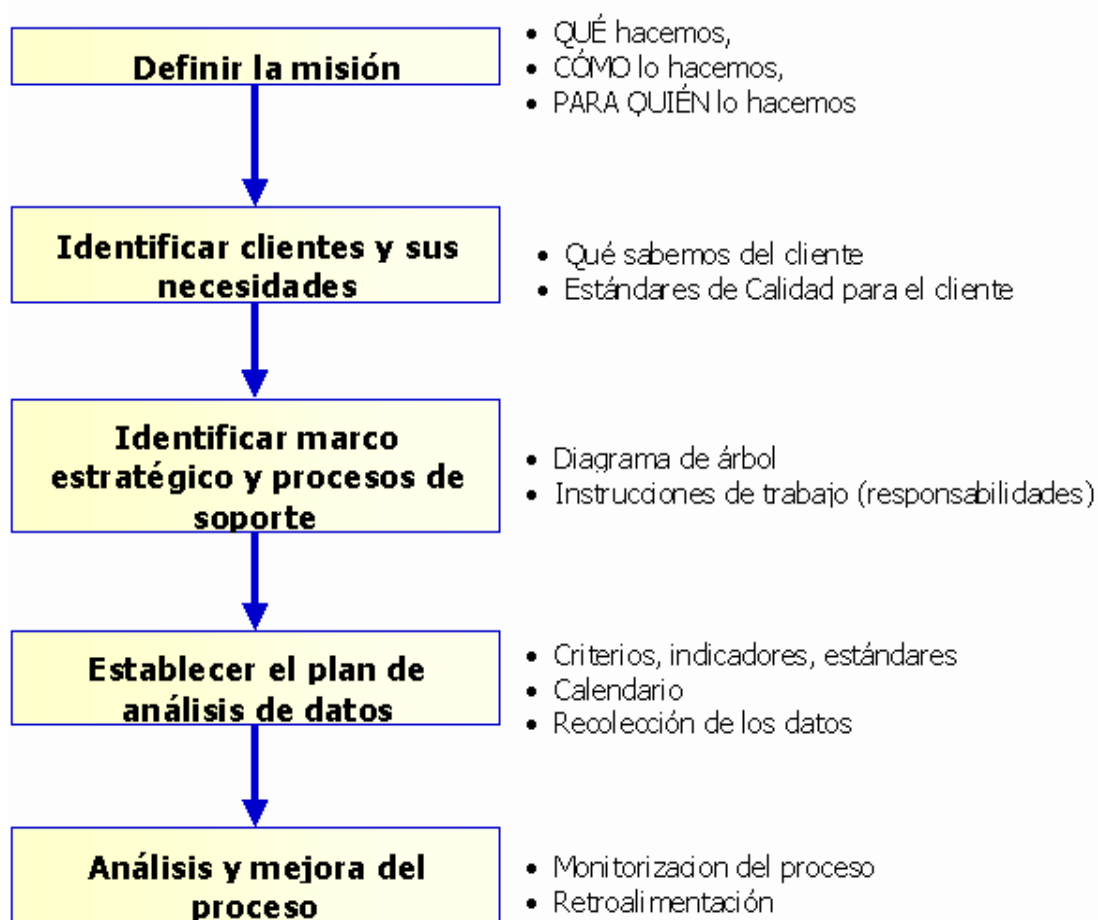 Definir la misión
• QUÉ hacemos,
• CÓMO lo hacemos,
• PARA QUIÉN lo hacemos
Identificar clientes y sus
necesidades
• Qué sabemos del cliente
• Estándares de Calidad para el cliente
Identificar marco
estratégico y procesos de
soporte
• Diagrama de árbol
• Instrucciones de trabajo (responsabilidades)
Establecer el plan de
análisis de datos
• Criterios, indicadores, estándares
• Calendario
• Recolección de los datos
Análisis y mejora del
proceso
• Monitorizacion del proceso
• Retroalimentación